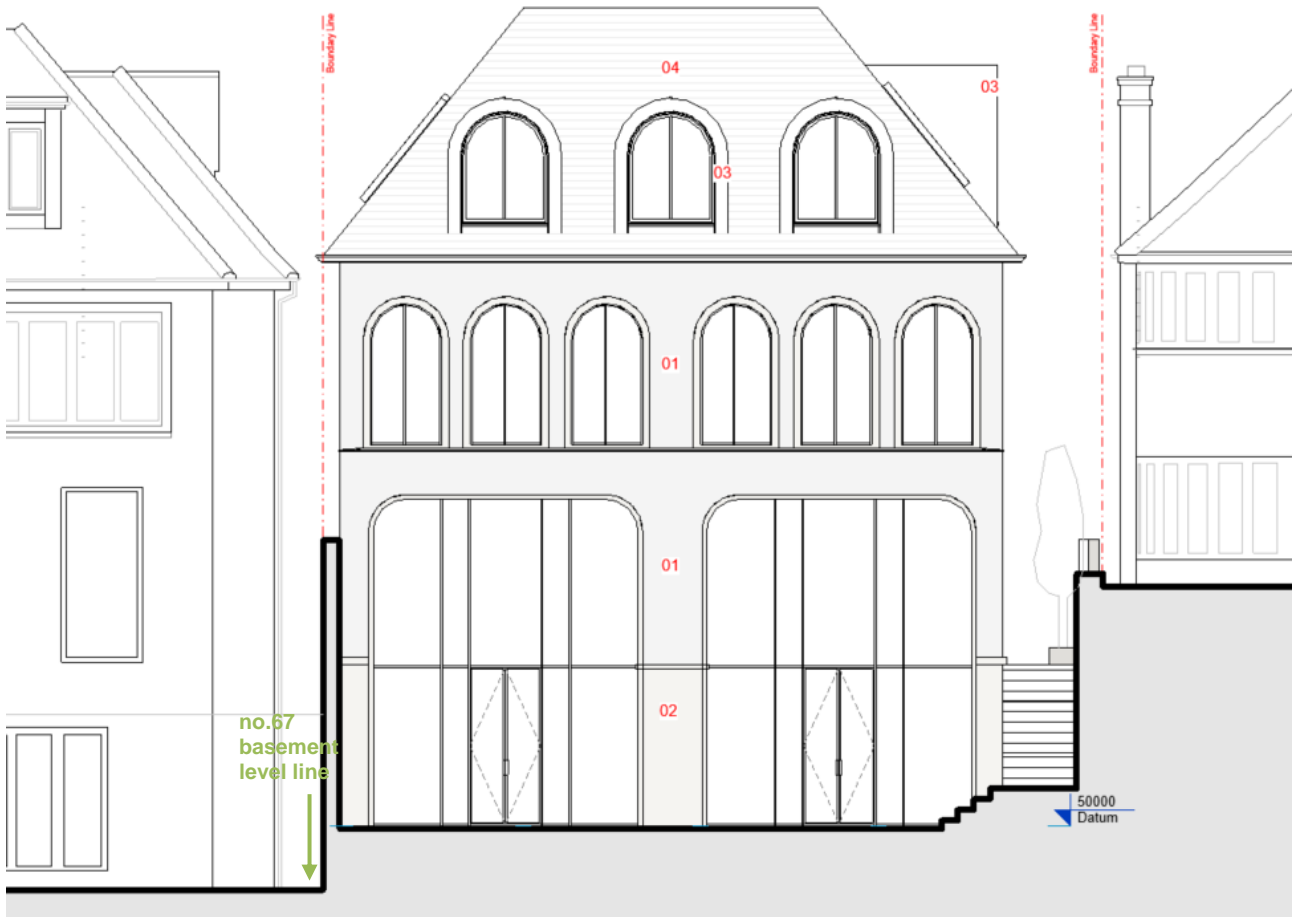 Boundary Line
Boundary Line
04
03
03
01
01
02
no.67
basement
level line
50000
Datum